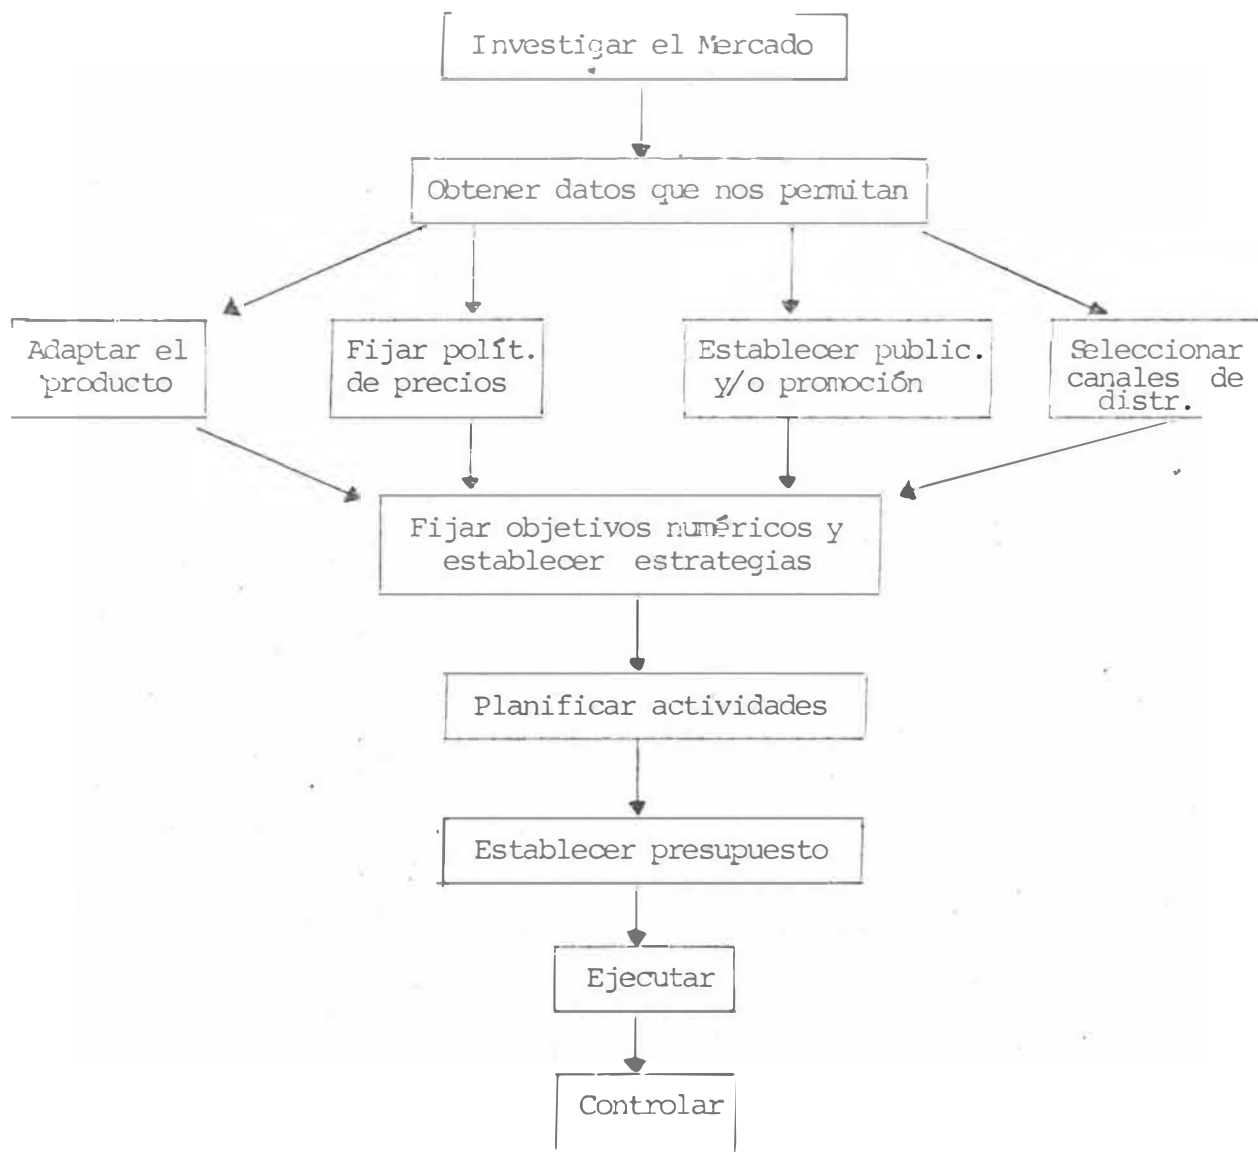 Investigar el Mercado
Obtener datos que nos permitan
Adaptar el
producto
Fijar polít.
de precios
Establecer public.
y/o promoción
Seleccionar
canales de
distr.
Fijar objetivos numéricos y
establecer estrategias
Planificar actividades
Establecer presupuesto
Ejecutar
Controlar